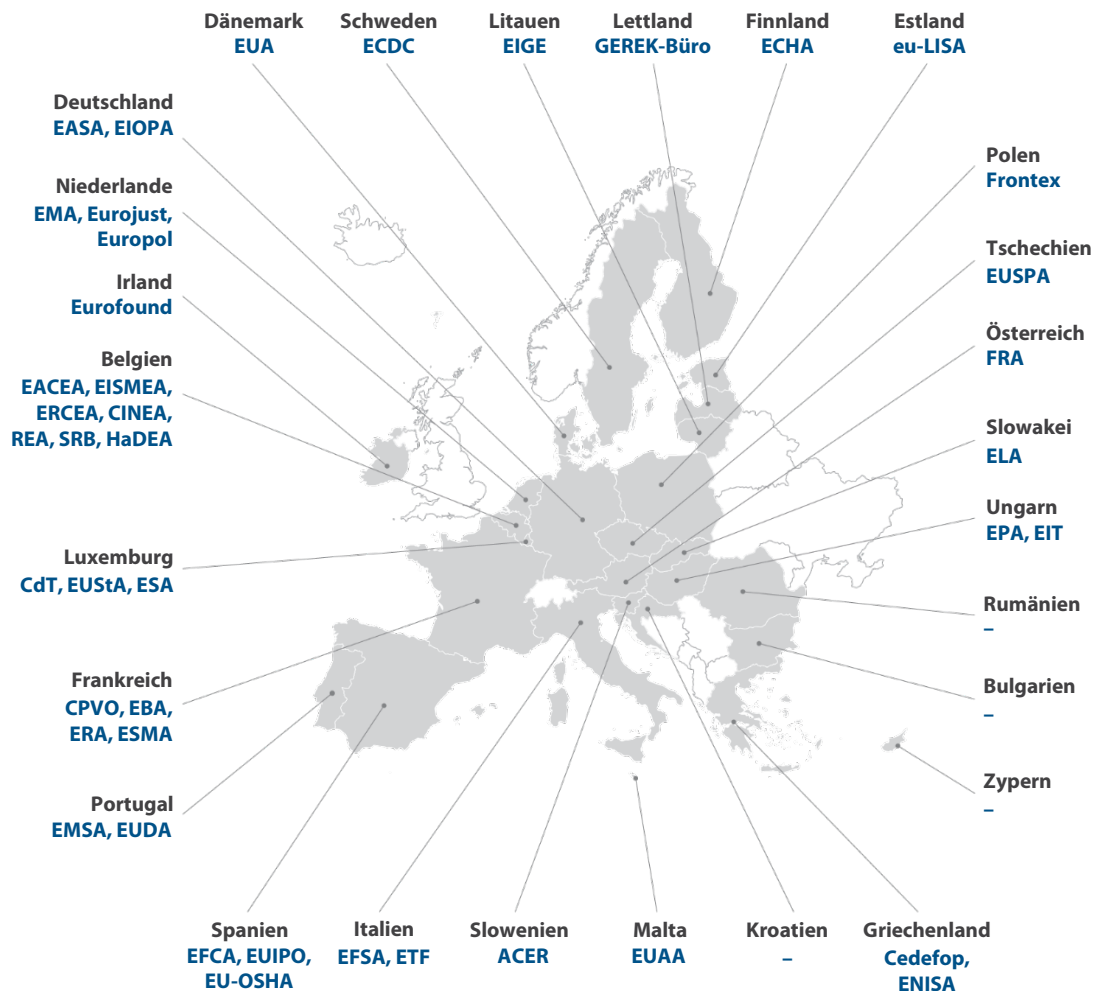 Dänemark
EUA
Schweden
ECDC
Litauen
EIGE
Lettland
GEREK-Büro
Finnland
ECHA
Estland
eu-LISA
Deutschland
EASA, EIOPA
Niederlande
EMA, Eurojust,
Europol
Irland
Eurofound
Belgien
EACEA, EISMEA,
ERCEA, CINEA,
REA, SRB, HaDEA
Luxemburg
CdT, EUStA, ESA
Frankreich
CPVO, EBA,
ERA, ESMA
Portugal
EMSA, EUDA
Polen
Frontex
Tschechien
EUSPA
Österreich
FRA
Slowakei
ELA
Ungarn
EPA, EIT
Rumänien
–
Bulgarien
–
Zypern
–
Spanien
EFCA, EUIPO,
EU-OSHA
Italien
EFSA, ETF
Slowenien
ACER
Malta
EUAA
Kroatien
–
Griechenland
Cedefop,
ENISA